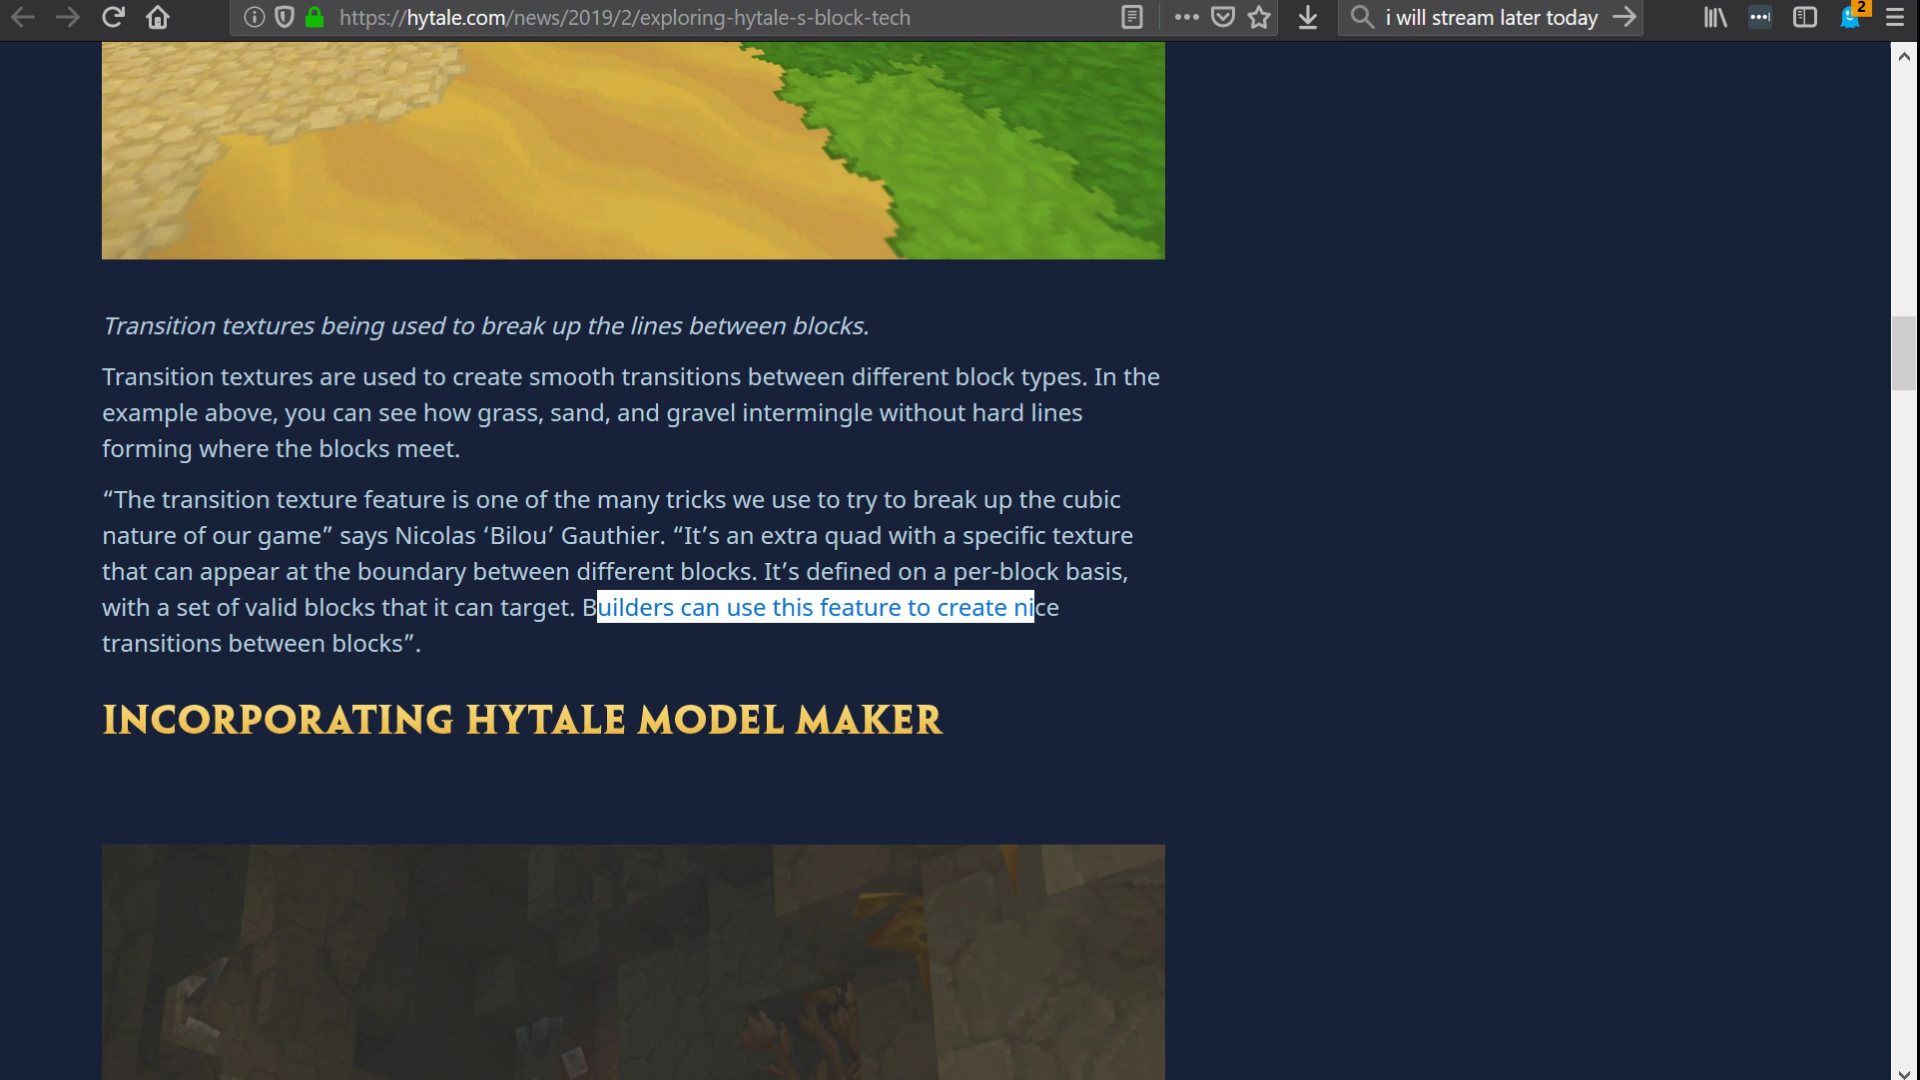 https://hytale.com/news/2019/2/exploring-hytale-s-block-tech
i will stream later today
2
Transition textures being used to break up the lines between blocks.
Transition textures are used to create smooth transitions between different block types. In the
example above, you can see how grass, sand, and gravel intermingle without hard lines
forming where the blocks meet.
“The transition texture feature is one of the many tricks we use to try to break up the cubic
nature of our game” says Nicolas ‘Bilou’ Gauthier. “It’s an extra quad with a specific texture
that can appear at the boundary between different blocks. It’s defined on a per-block basis,
with a set of valid blocks that it can target. Builders can use this feature to create nice
transitions between blocks”.
INCORPORATING HYTALE MODEL MAKER